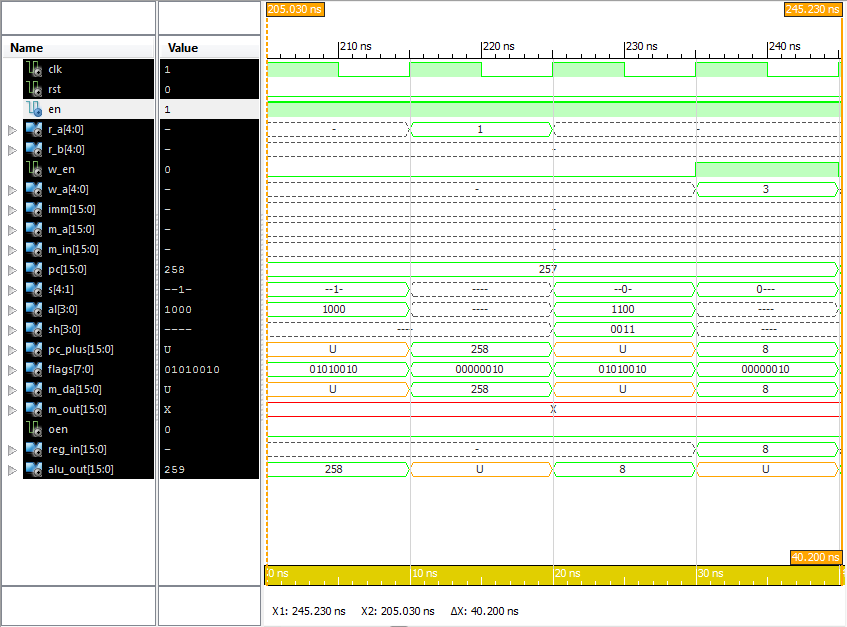 205.030 ns 245.230 ns
210 ns 220 ns 230 ns 240 ns
Name Value
clk 1
rst 0
en 1
r_a[4:0] - - 1 -
r_b[4:0] - -
w_en 0
w_a[4:0] - - 3
imm[15:0] - -
m_a[15:0] - -
m_in[15:0] - -
pc[15:0] 258 257
s[4:1] --1- --1- ---- --0- 0---
al[3:0] 1000 1000 ---- 1100 ----
sh[3:0] ---- ---- 0011 ----
pc_plus[15:0] U U 258 U 8
flags[7:0] 01010010 01010010 00000010 01010010 00000010
m_da[15:0] U U 258 U 8
m_out[15:0] X X
oen 0
reg_in[15:0] - - 8
alu_out[15:0] 259 258 U 8 U
40.200 ns
0 ns 10 ns 20 ns 30 ns
X1: 245.230 ns X2: 205.030 ns ΔX: 40.200 ns